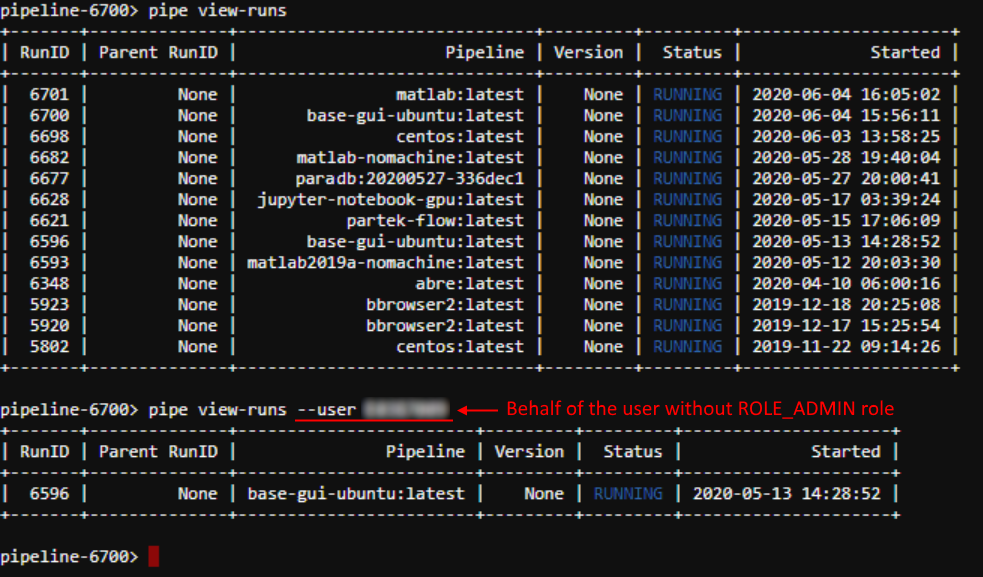 pipeline-6700> pipe view-runs
+-------+--------------+------------------------------+---------+---------+---------------------+
| RunID | Parent RunID | Pipeline | Version | Status | Started |
+-------+--------------+------------------------------+---------+---------+---------------------+
| 6701 | None | matlab:latest | None | RUNNING | 2020-06-04 16:05:02 |
| 6700 | None | base-gui-ubuntu:latest | None | RUNNING | 2020-06-04 15:56:11 |
| 6698 | None | centos:latest | None | RUNNING | 2020-06-03 13:58:25 |
| 6682 | None | matlab-nomachine:latest | None | RUNNING | 2020-05-28 19:40:04 |
| 6677 | None | paradb:20200527-336dec1 | None | RUNNING | 2020-05-27 20:00:41 |
| 6628 | None | jupyter-notebook-gpu:latest | None | RUNNING | 2020-05-17 03:39:24 |
| 6621 | None | partek-flow:latest | None | RUNNING | 2020-05-15 17:06:09 |
| 6596 | None | base-gui-ubuntu:latest | None | RUNNING | 2020-05-13 14:28:52 |
| 6593 | None | matlab2019a-nomachine:latest | None | RUNNING | 2020-05-12 20:03:30 |
| 6348 | None | abre:latest | None | RUNNING | 2020-04-10 06:00:16 |
| 5923 | None | bbrowser2:latest | None | RUNNING | 2019-12-18 20:25:08 |
| 5920 | None | bbrowser2:latest | None | RUNNING | 2019-12-17 15:25:54 |
| 5802 | None | centos:latest | None | RUNNING | 2019-11-22 09:14:26 |
+-------+--------------+------------------------------+---------+---------+---------------------+
pipeline-6700> pipe view-runs --user Behalf of the user without ROLE_ADMIN role
+-------+--------------+------------------------+---------+---------+---------------------+
| RunID | Parent RunID | Pipeline | Version | Status | Started |
+-------+--------------+------------------------+---------+---------+---------------------+
| 6596 | None | base-gui-ubuntu:latest | None | RUNNING | 2020-05-13 14:28:52 |
+-------+--------------+------------------------+---------+---------+---------------------+
pipeline-6700>